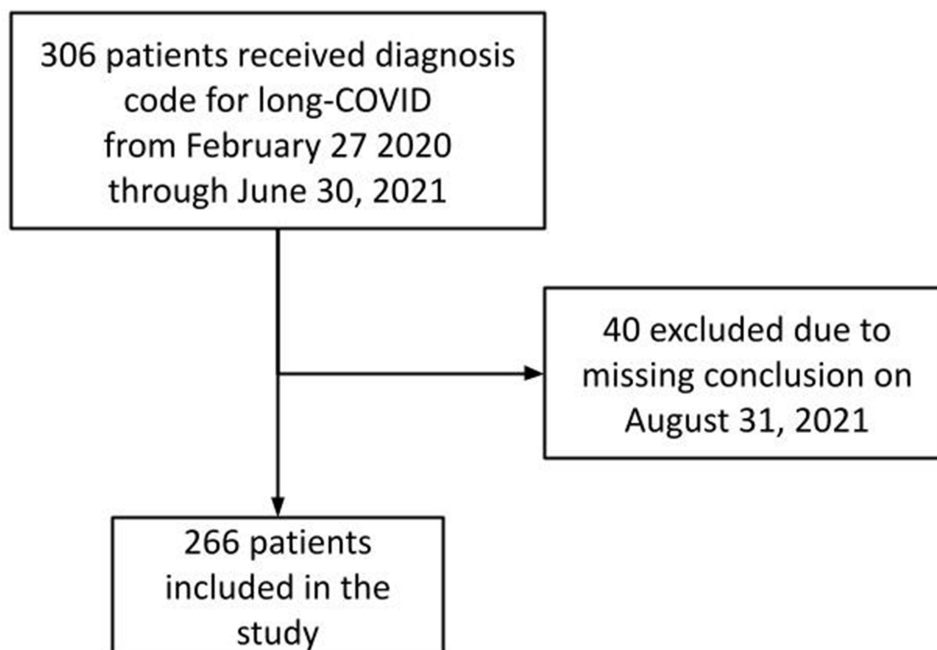 306 patients received diagnosis
code for long-COVID
from February 27 2020
through June 30, 2021
40 excluded due to
missing conclusion on
August 31, 2021
266 patients
included in the
study